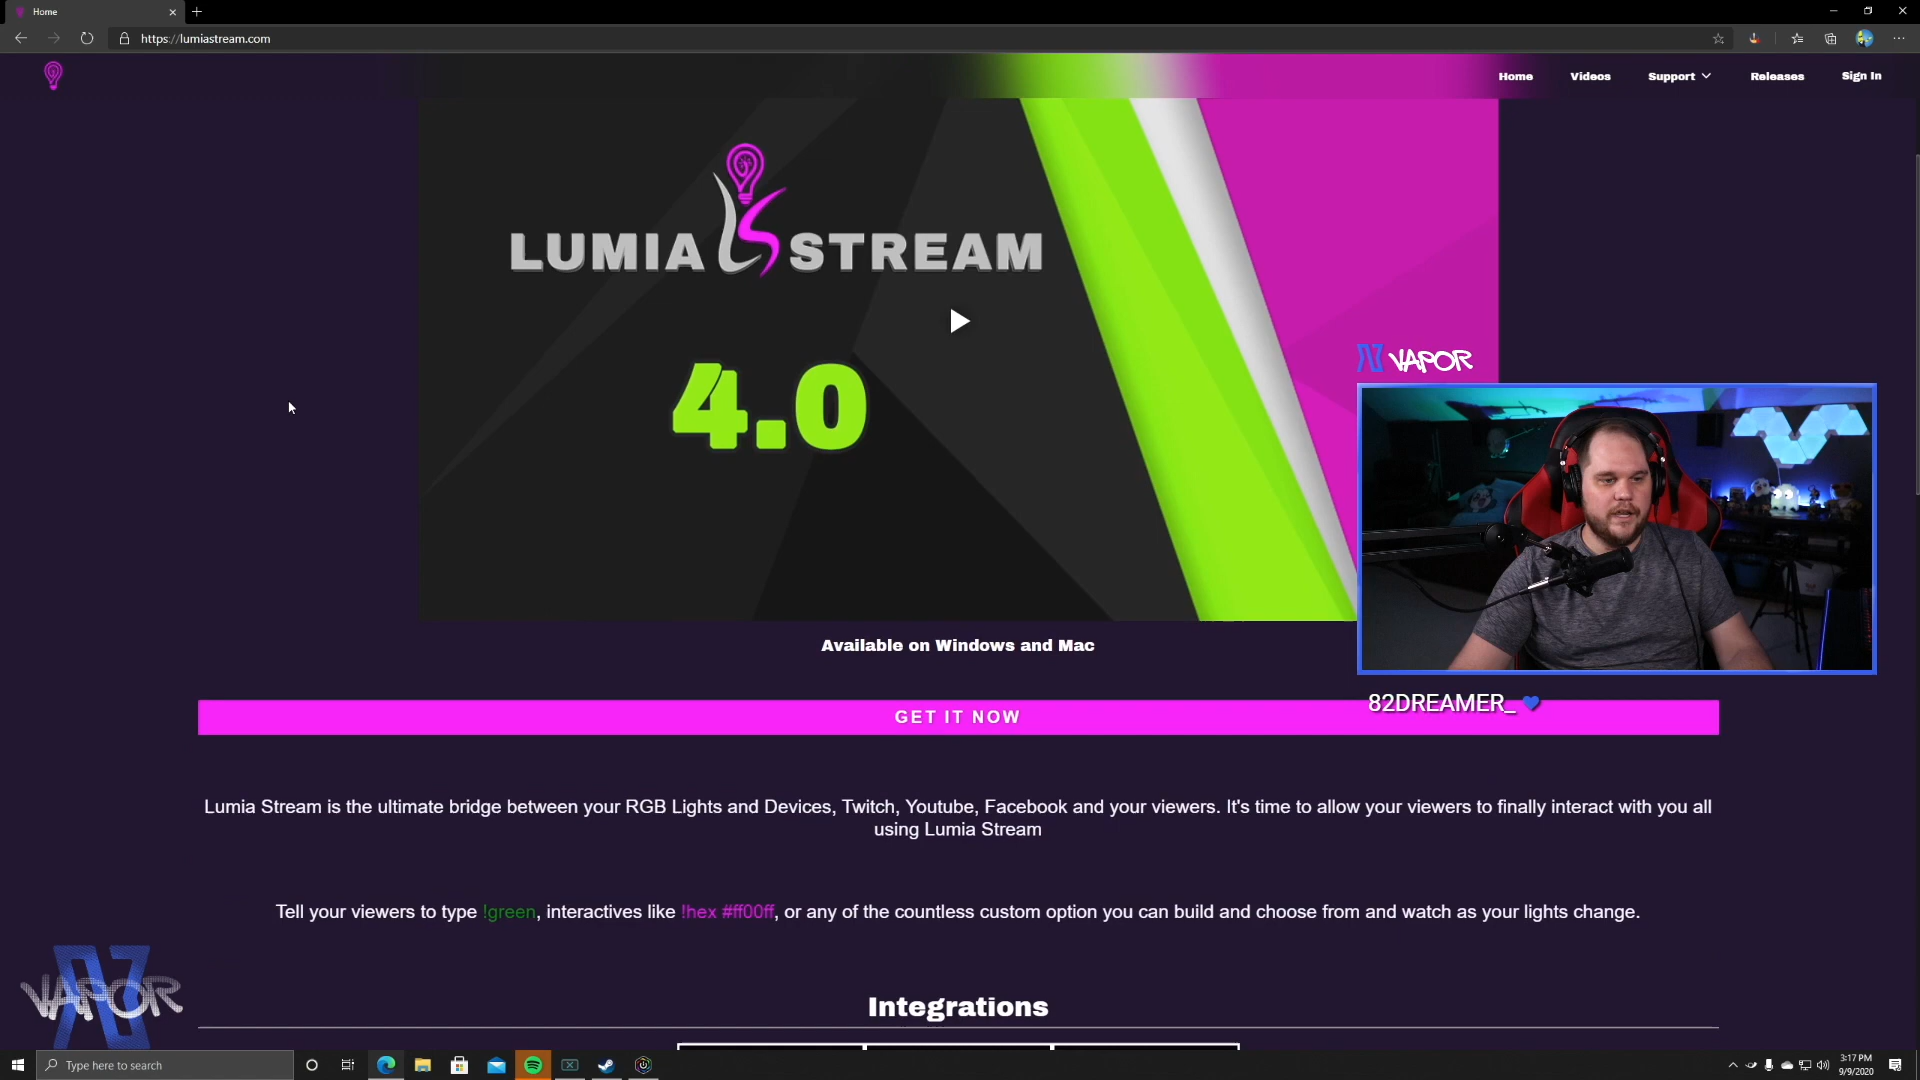 Home
https://lumiastream.com
Home Videos Support Releases Sign In
LUMIA STREAM
4.0
VAPOR
Available on Windows and Mac
GET IT NOW
82DREAMER_
Lumia Stream is the ultimate bridge between your RGB Lights and Devices, Twitch, Youtube, Facebook and your viewers. It's time to allow your viewers to finally interact with you all
using Lumia Stream
Tell your viewers to type !green, interactives like !hex #ff00ff, or any of the countless custom option you can build and choose from and watch as your lights change.
VAPOR
Integrations
Type here to search
3:17 PM
9/9/2020